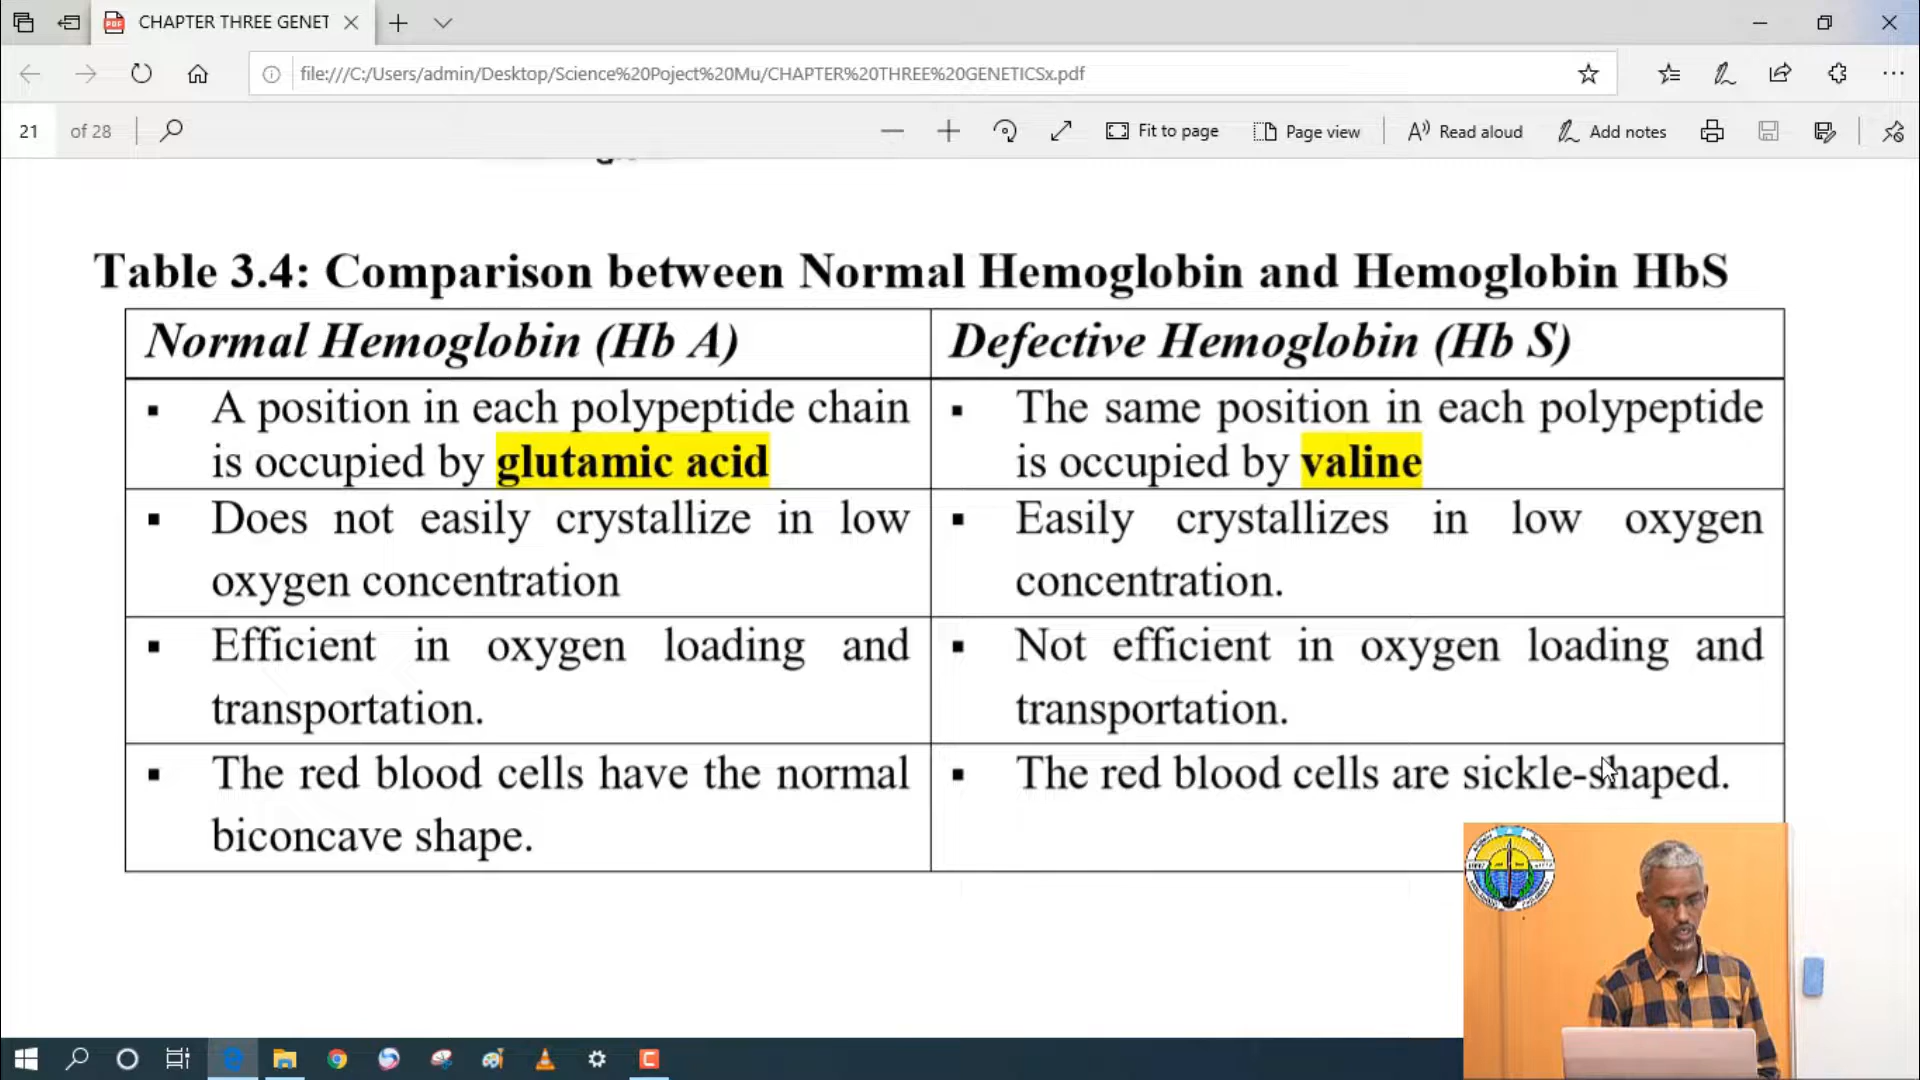 CHAPTER THREE GENET
file:///C:/Users/admin/Desktop/Science%20Poject%20Mu/CHAPTER%20THREE%20GENETICSx.pdf
21 of 28 Fit to page Page view Read aloud Add notes
Table 3.4: Comparison between Normal Hemoglobin and Hemoglobin HbS
Normal Hemoglobin (Hb A)
Defective Hemoglobin (Hb S)
▪ A position in each polypeptide chain
is occupied by glutamic acid
▪ The same position in each polypeptide
is occupied by valine
▪ Does not easily crystallize in low
oxygen concentration
▪ Easily crystallizes in low oxygen
concentration.
▪ Efficient in oxygen loading and
transportation.
▪ Not efficient in oxygen loading and
transportation.
▪ The red blood cells have the normal
biconcave shape.
▪ The red blood cells are sickle-shaped.